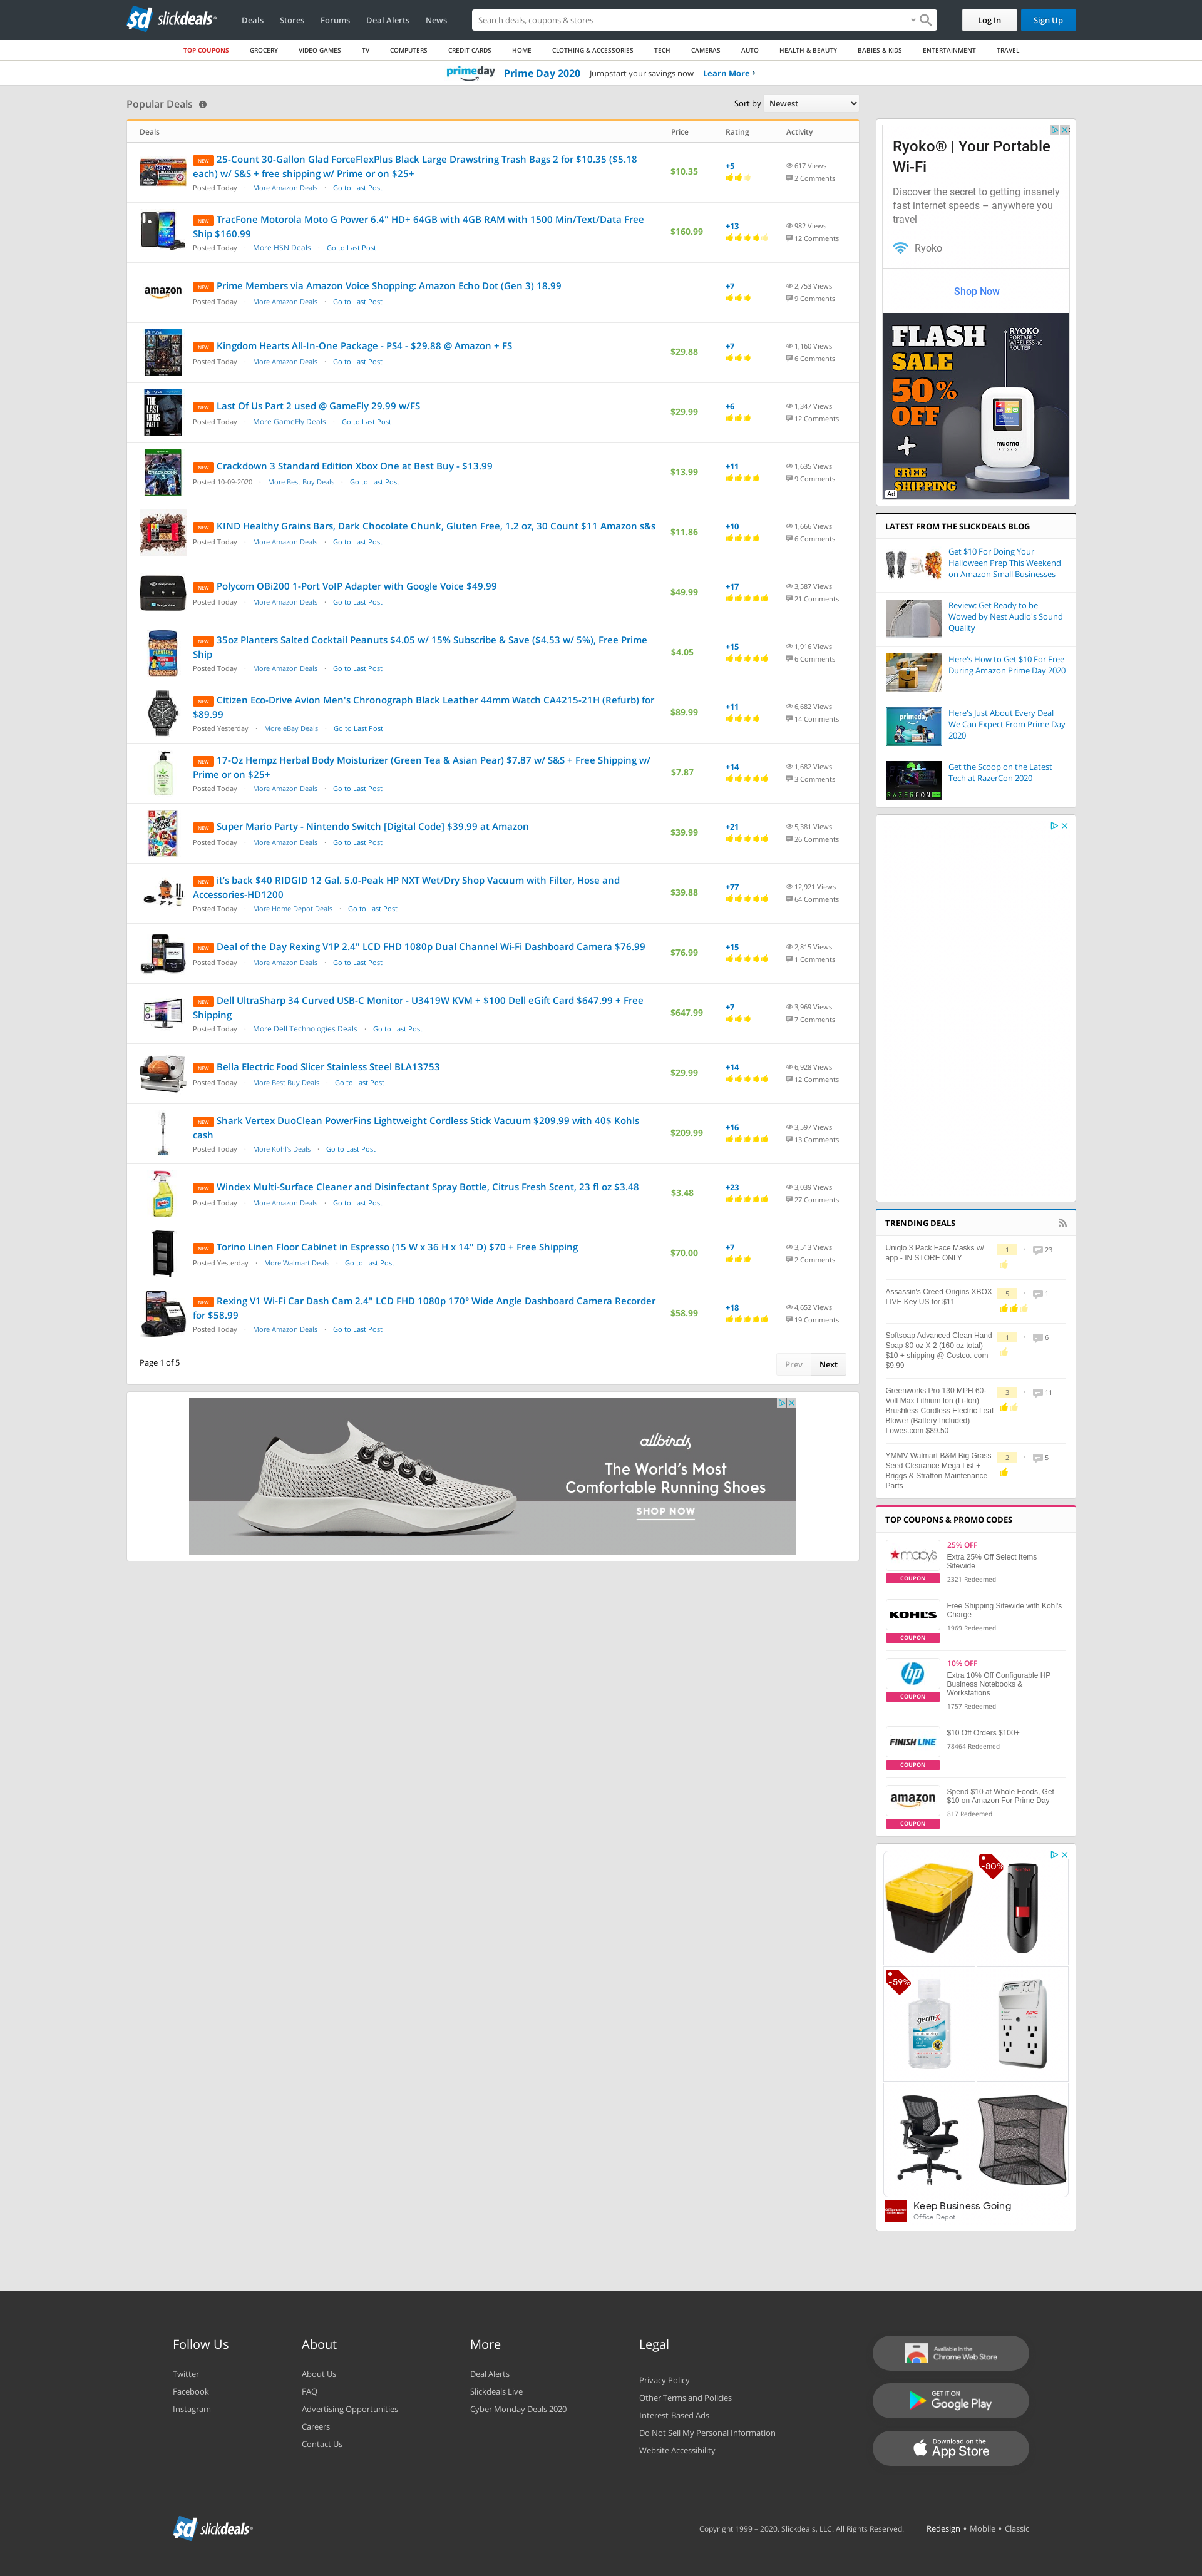 slickdeals
Deals Stores Forums Deal Alerts News
Search deals, coupons & stores
Log In
Sign Up
TOP COUPONS GROCERY VIDEO GAMES TV COMPUTERS CREDIT CARDS HOME CLOTHING & ACCESSORIES TECH CAMERAS AUTO HEALTH & BEAUTY BABIES & KIDS ENTERTAINMENT TRAVEL
primeday Prime Day 2020 Jumpstart your savings now Learn More
Popular Deals
Sort by Newest
Deals Price Rating Activity
NEW 25-Count 30-Gallon Glad ForceFlexPlus Black Large Drawstring Trash Bags 2 for $10.35 ($5.18
each) w/ S&S + free shipping w/ Prime or on $25+
Posted Today • More Amazon Deals • Go to Last Post
$10.35
+5
617 Views
2 Comments
NEW TracFone Motorola Moto G Power 6.4" HD+ 64GB with 4GB RAM with 1500 Min/Text/Data Free
Ship $160.99
Posted Today • More HSN Deals • Go to Last Post
$160.99
+13
982 Views
12 Comments
amazon
NEW Prime Members via Amazon Voice Shopping: Amazon Echo Dot (Gen 3) 18.99
Posted Today • More Amazon Deals • Go to Last Post
+7
2,753 Views
9 Comments
NEW Kingdom Hearts All-In-One Package - PS4 - $29.88 @ Amazon + FS
Posted Today • More Amazon Deals • Go to Last Post
$29.88
+7
1,160 Views
6 Comments
NEW Last Of Us Part 2 used @ GameFly 29.99 w/FS
Posted Today • More GameFly Deals • Go to Last Post
$29.99
+6
1,347 Views
12 Comments
NEW Crackdown 3 Standard Edition Xbox One at Best Buy - $13.99
Posted 10-09-2020 • More Best Buy Deals • Go to Last Post
$13.99
+11
1,635 Views
9 Comments
NEW KIND Healthy Grains Bars, Dark Chocolate Chunk, Gluten Free, 1.2 oz, 30 Count $11 Amazon s&s
Posted Today • More Amazon Deals • Go to Last Post
$11.86
+10
1,666 Views
6 Comments
NEW Polycom OBi200 1-Port VoIP Adapter with Google Voice $49.99
Posted Today • More Amazon Deals • Go to Last Post
$49.99
+17
3,587 Views
21 Comments
NEW 35oz Planters Salted Cocktail Peanuts $4.05 w/ 15% Subscribe & Save ($4.53 w/ 5%), Free Prime
Ship
Posted Today • More Amazon Deals • Go to Last Post
$4.05
+15
1,916 Views
6 Comments
NEW Citizen Eco-Drive Avion Men's Chronograph Black Leather 44mm Watch CA4215-21H (Refurb) for
$89.99
Posted Yesterday • More eBay Deals • Go to Last Post
$89.99
+11
6,682 Views
14 Comments
NEW 17-Oz Hempz Herbal Body Moisturizer (Green Tea & Asian Pear) $7.87 w/ S&S + Free Shipping w/
Prime or on $25+
Posted Today • More Amazon Deals • Go to Last Post
$7.87
+14
1,682 Views
3 Comments
NEW Super Mario Party - Nintendo Switch [Digital Code] $39.99 at Amazon
Posted Today • More Amazon Deals • Go to Last Post
$39.99
+21
5,381 Views
26 Comments
NEW it's back $40 RIDGID 12 Gal. 5.0-Peak HP NXT Wet/Dry Shop Vacuum with Filter, Hose and
Accessories-HD1200
Posted Today • More Home Depot Deals • Go to Last Post
$39.88
+77
12,921 Views
64 Comments
NEW Deal of the Day Rexing V1P 2.4" LCD FHD 1080p Dual Channel Wi-Fi Dashboard Camera $76.99
Posted Today • More Amazon Deals • Go to Last Post
$76.99
+15
2,815 Views
1 Comments
NEW Dell UltraSharp 34 Curved USB-C Monitor - U3419W KVM + $100 Dell eGift Card $647.99 + Free
Shipping
Posted Today • More Dell Technologies Deals • Go to Last Post
$647.99
+7
3,969 Views
7 Comments
NEW Bella Electric Food Slicer Stainless Steel BLA13753
Posted Today • More Best Buy Deals • Go to Last Post
$29.99
+14
6,928 Views
12 Comments
NEW Shark Vertex DuoClean PowerFins Lightweight Cordless Stick Vacuum $209.99 with 40$ Kohls
cash
Posted Today • More Kohl's Deals • Go to Last Post
$209.99
+16
3,597 Views
13 Comments
NEW Windex Multi-Surface Cleaner and Disinfectant Spray Bottle, Citrus Fresh Scent, 23 fl oz $3.48
Posted Today • More Amazon Deals • Go to Last Post
$3.48
+23
3,039 Views
27 Comments
NEW Torino Linen Floor Cabinet in Espresso (15 W x 36 H x 14" D) $70 + Free Shipping
Posted Yesterday • More Walmart Deals • Go to Last Post
$70.00
+7
3,513 Views
2 Comments
NEW Rexing V1 Wi-Fi Car Dash Cam 2.4" LCD FHD 1080p 170° Wide Angle Dashboard Camera Recorder
for $58.99
Posted Today • More Amazon Deals • Go to Last Post
$58.99
+18
4,652 Views
19 Comments
Page 1 of 5
Prev Next
allbirds
The World's Most
Comfortable Running Shoes
SHOP NOW
Ryoko® | Your Portable
Wi-Fi
Discover the secret to getting insanely
fast internet speeds – anywhere you
travel
Ryoko
Shop Now
FLASH
SALE
50%
OFF
+
FREE
SHIPPING
RYOKO
PORTABLE
WIRELESS 4G
ROUTER
muama
RYOKO
Ad
LATEST FROM THE SLICKDEALS BLOG
Get $10 For Doing Your
Halloween Prep This Weekend
on Amazon Small Businesses
Review: Get Ready to be
Wowed by Nest Audio's Sound
Quality
Here's How to Get $10 For Free
During Amazon Prime Day 2020
primeday
Here's Just About Every Deal
We Can Expect From Prime Day
2020
RAZERCON
Get the Scoop on the Latest
Tech at RazerCon 2020
TRENDING DEALS
Uniqlo 3 Pack Face Masks w/
app - IN STORE ONLY
1 • 23
Assassin's Creed Origins XBOX
LIVE Key US for $11
5 • 1
Softsoap Advanced Clean Hand
Soap 80 oz X 2 (160 oz total)
$10 + shipping @ Costco. com
$9.99
1 • 6
Greenworks Pro 130 MPH 60-
Volt Max Lithium Ion (Li-Ion)
Brushless Cordless Electric Leaf
Blower (Battery Included)
Lowes.com $89.50
3 • 11
YMMV Walmart B&M Big Grass
Seed Clearance Mega List +
Briggs & Stratton Maintenance
Parts
2 • 5
TOP COUPONS & PROMO CODES
macy's
COUPON
25% OFF
Extra 25% Off Select Items
Sitewide
2321 Redeemed
KOHL'S
COUPON
Free Shipping Sitewide with Kohl's
Charge
1969 Redeemed
hp
COUPON
10% OFF
Extra 10% Off Configurable HP
Business Notebooks &
Workstations
1757 Redeemed
FINISH LINE
COUPON
$10 Off Orders $100+
78464 Redeemed
amazon
COUPON
Spend $10 at Whole Foods, Get
$10 on Amazon For Prime Day
817 Redeemed
-80%
-59%
germ-X
APC
Keep Business Going
Office Depot
Follow Us
Twitter
Facebook
Instagram
About
About Us
FAQ
Advertising Opportunities
Careers
Contact Us
More
Deal Alerts
Slickdeals Live
Cyber Monday Deals 2020
Legal
Privacy Policy
Other Terms and Policies
Interest-Based Ads
Do Not Sell My Personal Information
Website Accessibility
Available in the
Chrome Web Store
GET IT ON
Google Play
Download on the
App Store
slickdeals
Copyright 1999 – 2020. Slickdeals, LLC. All Rights Reserved. Redesign • Mobile • Classic